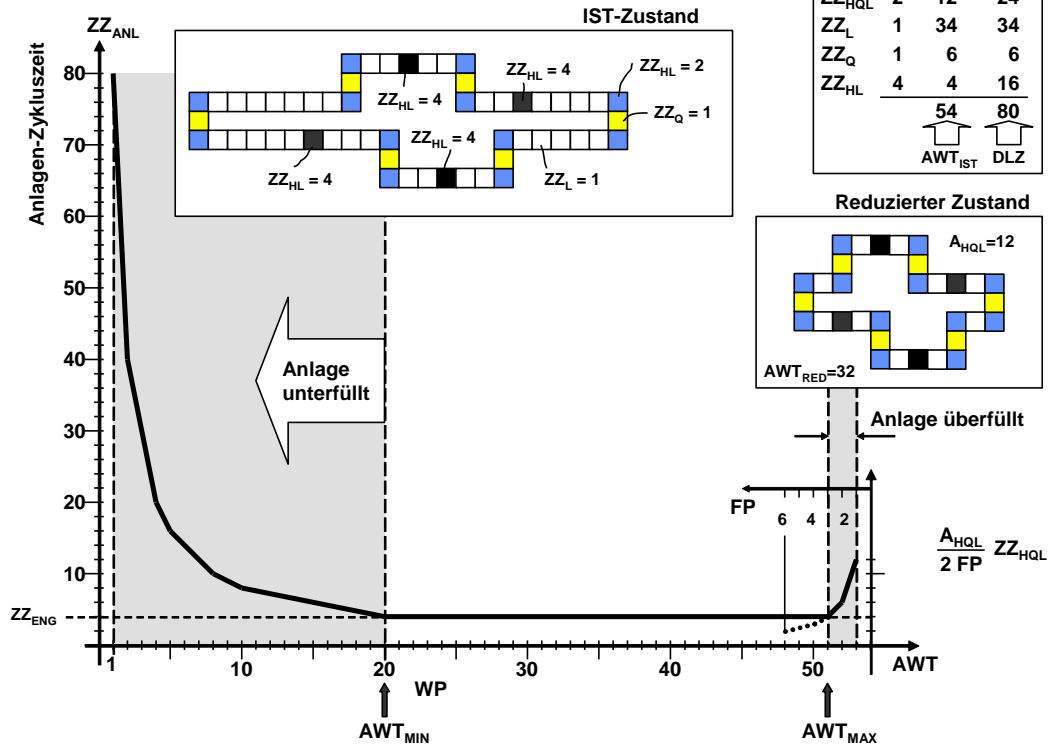 IST-Zustand
ZZANL
Anlagen-Zykluszeit
80
70
60
50
40
30
20
10
ZZENG
ZZHL = 4
ZZHL = 4
ZZHL = 2
ZZQ = 1
ZZHL = 4
ZZHL = 4
ZZL = 1
ZZHQL 2 12 24
ZZL 1 34 34
ZZQ 1 6 6
ZZHL 4 4 16
54 80
AWTIST DLZ
Reduzierter Zustand
AHQL=12
AWTRED=32
Anlage
unterfüllt
Anlage überfüllt
FP
6 4 2
AHQL
2 FP
ZZHQL
1 10 20 30 40 50 AWT
WP
AWTMIN
AWTMAX